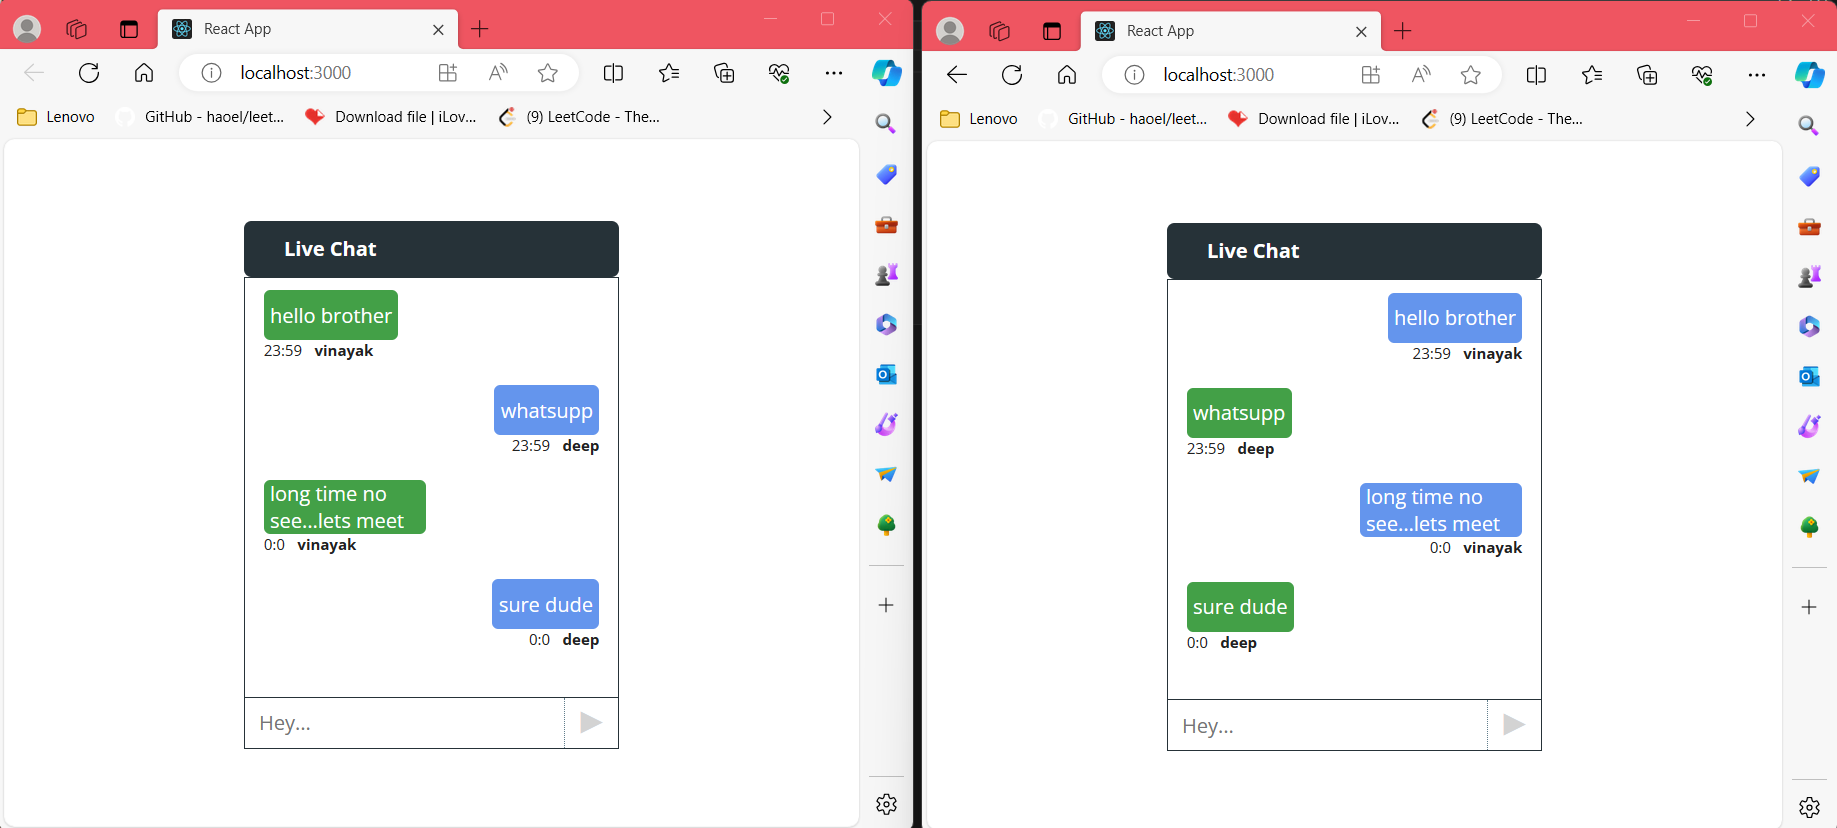 React App
localhost:3000
Lenovo
GitHub - haoel/leet...
Download file | iLov...
(9) LeetCode - The...
Live Chat
hello brother
23:59 vinayak
whatsupp
23:59 deep
long time no
see...lets meet
0:0 vinayak
sure dude
0:0 deep
Hey...
React App
localhost:3000
Lenovo
GitHub - haoel/leet...
Download file | iLov...
(9) LeetCode - The...
Live Chat
hello brother
23:59 vinayak
whatsupp
23:59 deep
long time no
see...lets meet
0:0 vinayak
sure dude
0:0 deep
Hey...